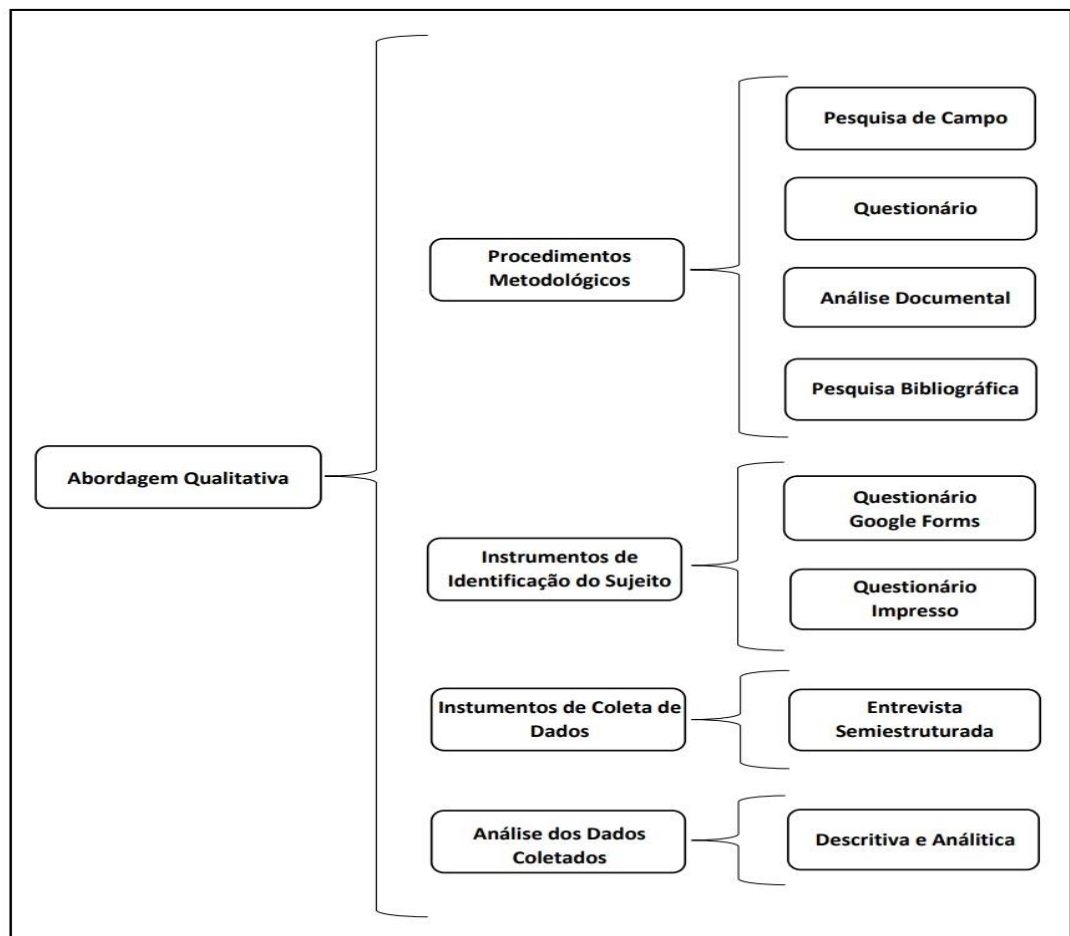 Abordagem Qualitativa
Procedimentos
Metodológicos
Pesquisa de Campo
Questionário
Análise Documental
Pesquisa Bibliográfica
Instrumentos de
Identificação do Sujeito
Questionário
Google Forms
Questionário
Impresso
Instumentos de Coleta de
Dados
Entrevista
Semiestruturada
Análise dos Dados
Coletados
Descritiva e Análitica